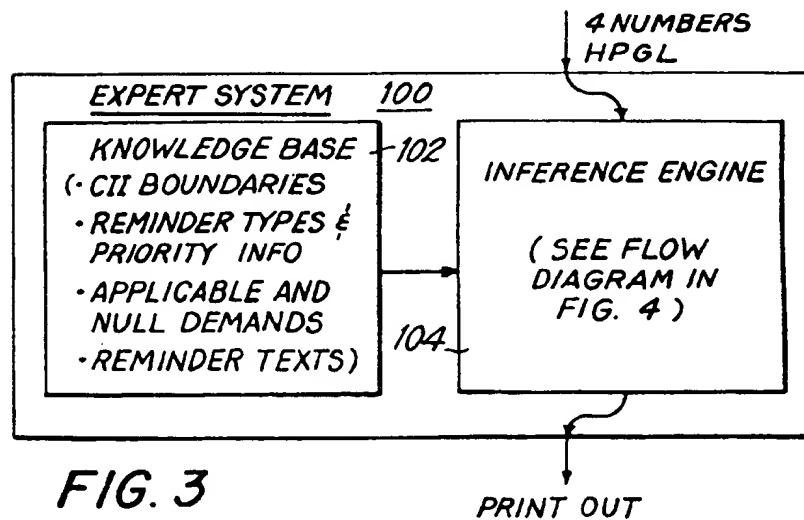 4 NUMBERS
HPGL
EXPERT SYSTEM 100
KNOWLEDGE BASE 102
(· CII BOUNDARIES
· REMINDER TYPES &
PRIORITY INFO
· APPLICABLE AND
NULL DEMANDS
· REMINDER TEXTS)
INFERENCE ENGINE
(SEE FLOW
DIAGRAM IN
FIG. 4)
104
FIG. 3
PRINT OUT